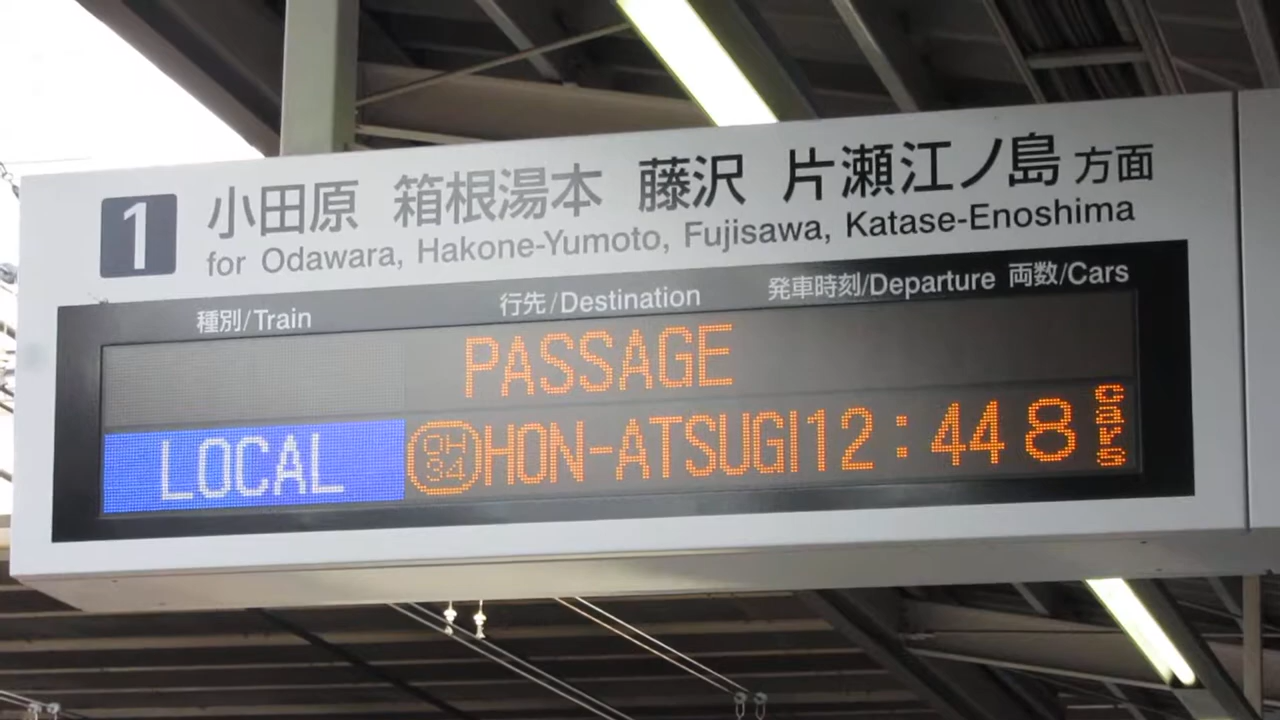 1 小田原 箱根湯本 藤沢 片瀬江ノ島 方面
for Odawara, Hakone-Yumoto, Fujisawa, Katase-Enoshima
種別/Train 行先/Destination 発車時刻/Departure 両数/Cars
PASSAGE
LOCAL OH 34 HON-ATSUGI 12:44 8 cars